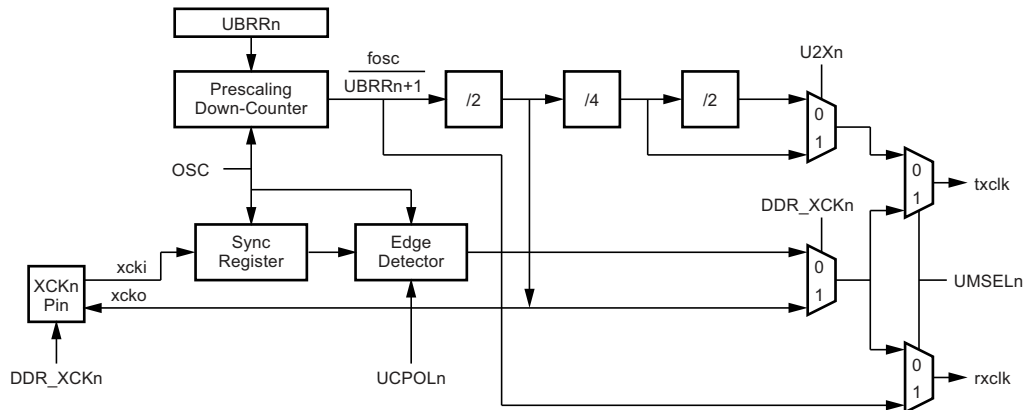 UBRRn
Prescaling
Down-Counter
fosc
UBRRn+1
/2
/4
/2
U2Xn
0
1
OSC
0
1
txclk
DDR_XCKn
Sync
Register
Edge
Detector
0
1
UMSELn
xcki
XCKn
Pin
xcko
DDR_XCKn
UCPOLn
0
1
rxclk